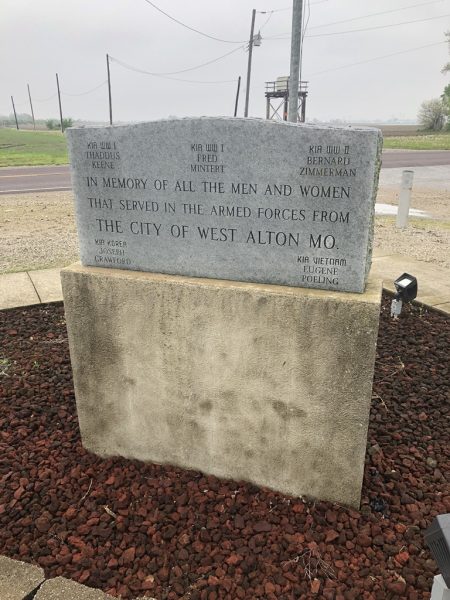 KIA WW I
THADDUS
KEENE
KIA WW I
FRED
MINTERT
KIA WW II
BERNARD
ZIMMERMAN
IN MEMORY OF ALL THE MEN AND WOMEN
THAT SERVED IN THE ARMED FORCES FROM
THE CITY OF WEST ALTON MO.
KIA KOREA
JOSEPH
CRAWFORD
KIA VIETNAM
EUGENE
POELING